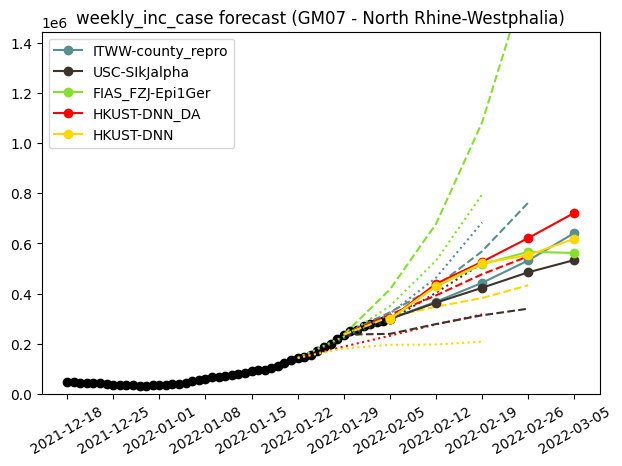 weekly_inc_case forecast (GM07 - North Rhine-Westphalia)
1e6
1.4
1.2
1.0
0.8
0.6
0.4
0.2
0.0
ITWW-county_repro
USC-SIkJalpha
FIAS_FZJ-Epi1Ger
HKUST-DNN_DA
HKUST-DNN
2021-12-18
2021-12-25
2022-01-01
2022-01-08
2022-01-15
2022-01-22
2022-01-29
2022-02-05
2022-02-12
2022-02-19
2022-02-26
2022-03-05